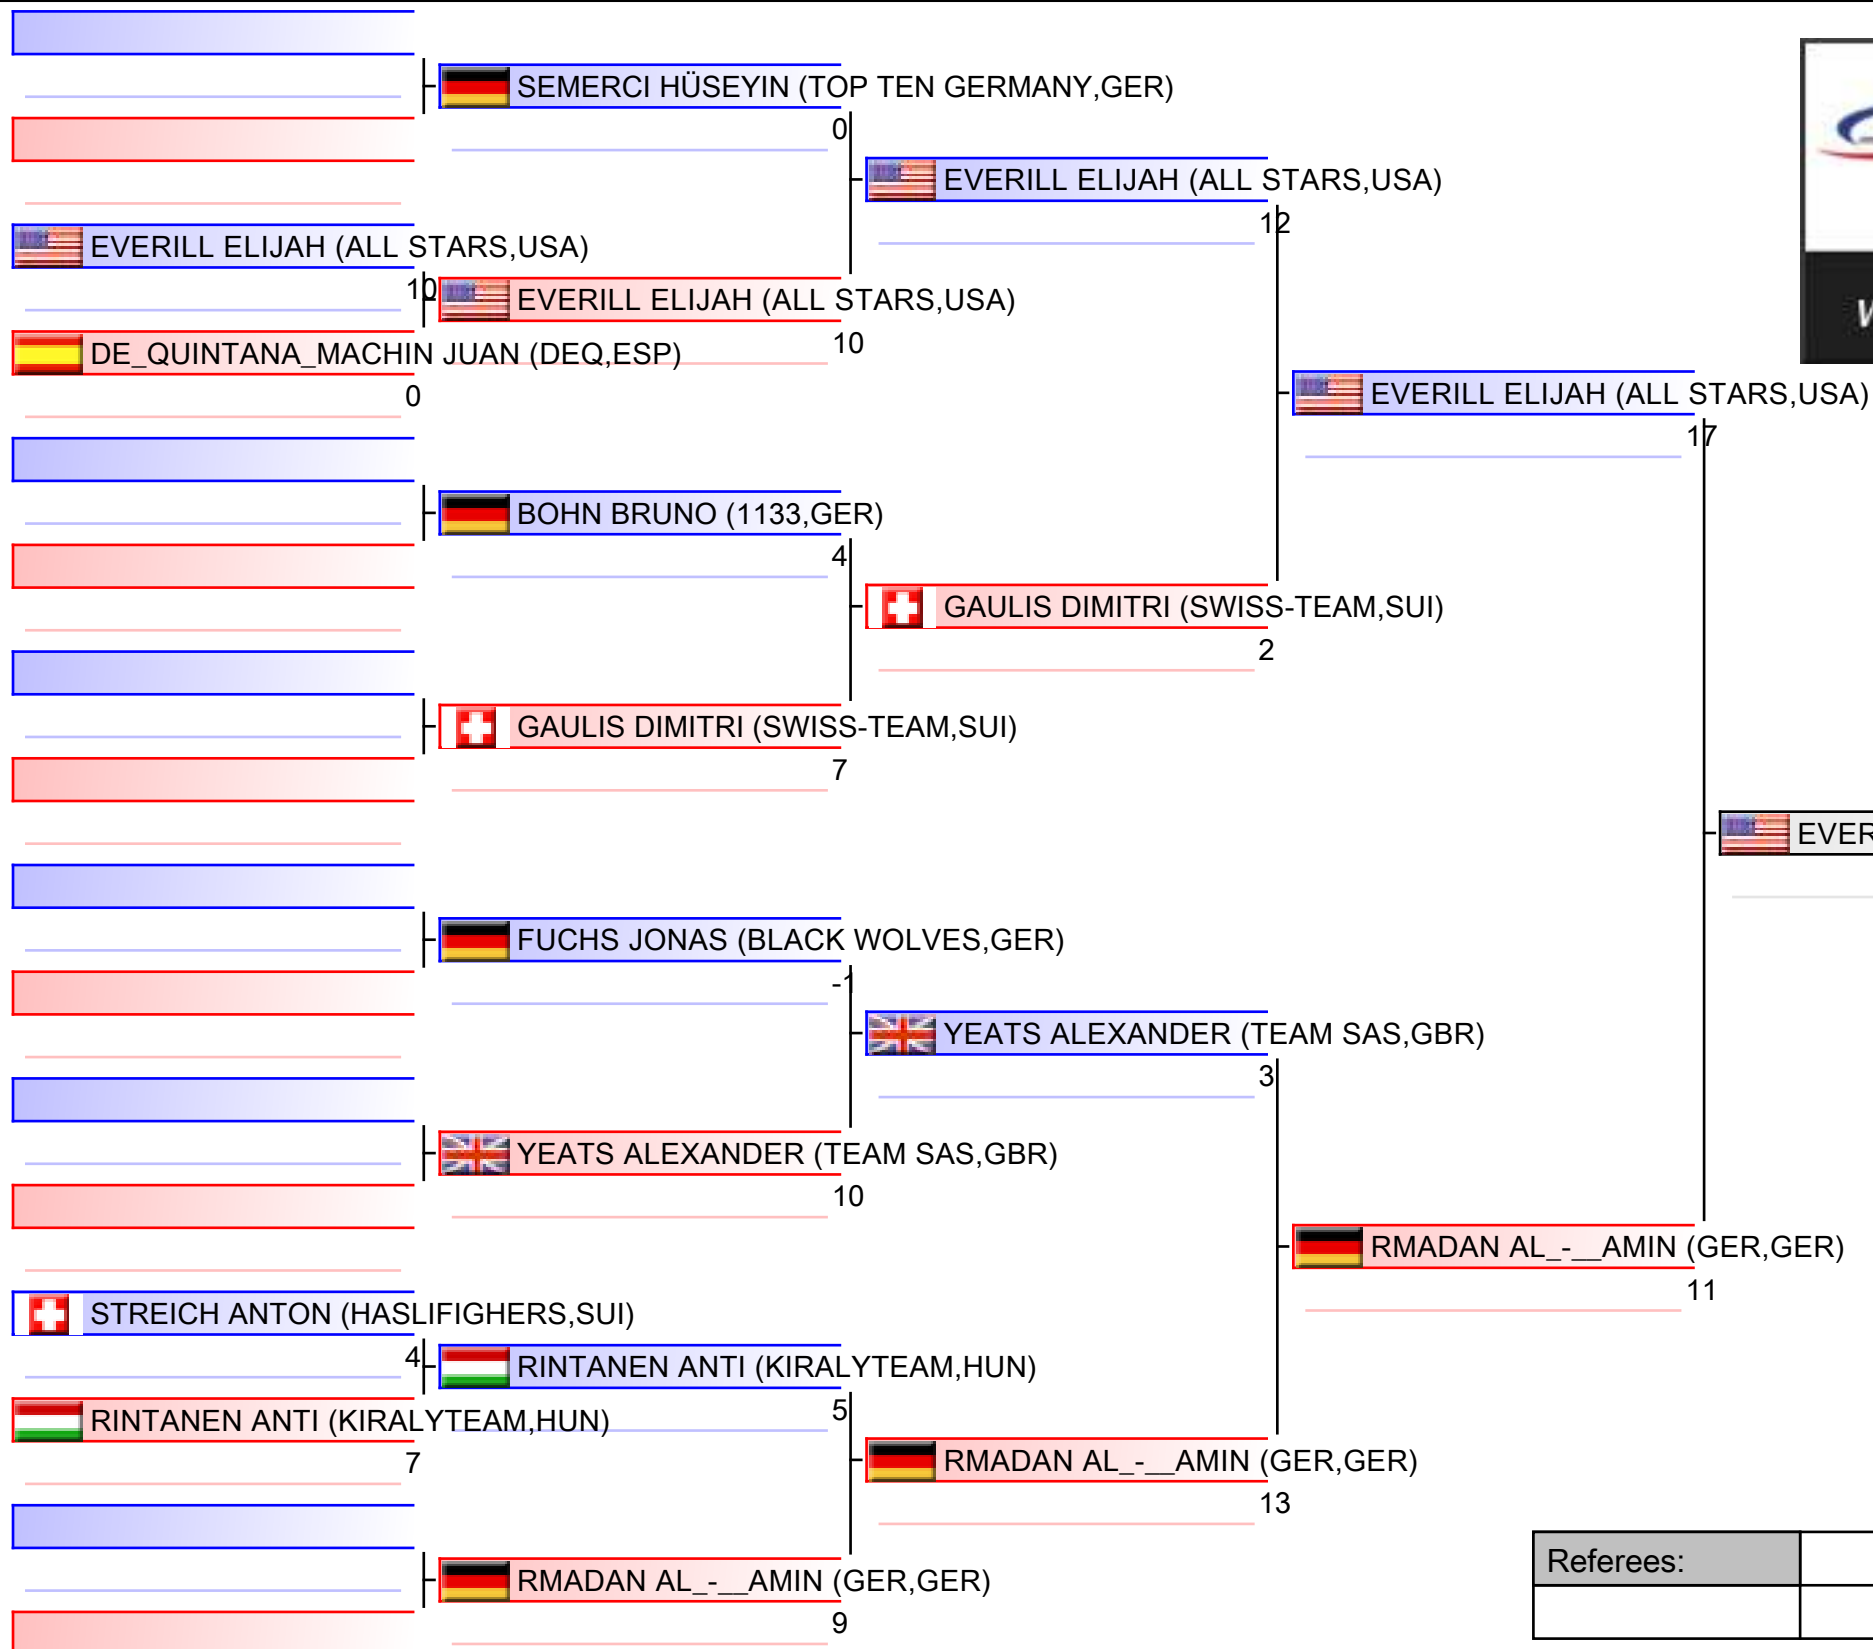 SEMERCI HÜSEYIN (TOP TEN GERMANY,GER)
0
EVERILL ELIJAH (ALL STARS,USA)
12
EVERILL ELIJAH (ALL STARS,USA)
10
EVERILL ELIJAH (ALL STARS,USA)
10
DE_QUINTANA_MACHIN JUAN (DEQ,ESP)
0
EVERILL ELIJAH (ALL STARS,USA)
17
BOHN BRUNO (1133,GER)
4
GAULIS DIMITRI (SWISS-TEAM,SUI)
2
GAULIS DIMITRI (SWISS-TEAM,SUI)
7
FUCHS JONAS (BLACK WOLVES,GER)
-1
YEATS ALEXANDER (TEAM SAS,GBR)
3
YEATS ALEXANDER (TEAM SAS,GBR)
10
RMADAN AL_-__AMIN (GER,GER)
11
STREICH ANTON (HASLIFIGHERS,SUI)
4
RINTANEN ANTI (KIRALYTEAM,HUN)
5
RINTANEN ANTI (KIRALYTEAM,HUN)
7
RMADAN AL_-__AMIN (GER,GER)
13
RMADAN AL_-__AMIN (GER,GER)
9
Referees: